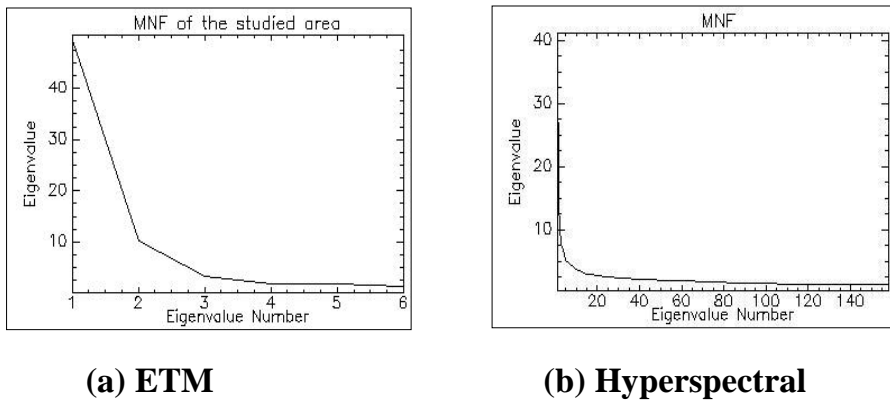 MNF of the studied area
Eigenvalue
40
30
20
10
1 2 3 4 5 6
Eigenvalue Number
(a) ETM
MNF
Eigenvalue
40
30
20
10
20 40 60 80 100 120 140
Eigenvalue Number
(b) Hyperspectral